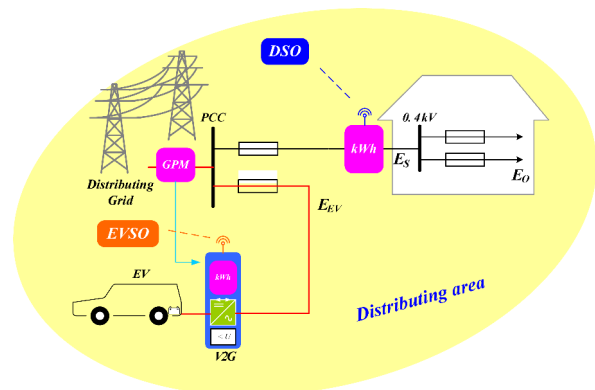 DSO
PCC
0.4kV
GPM
kWh
E_S
E_O
Distributing
Grid
E_EV
EVSO
EV
kWh
< U
V2G
Distributing area